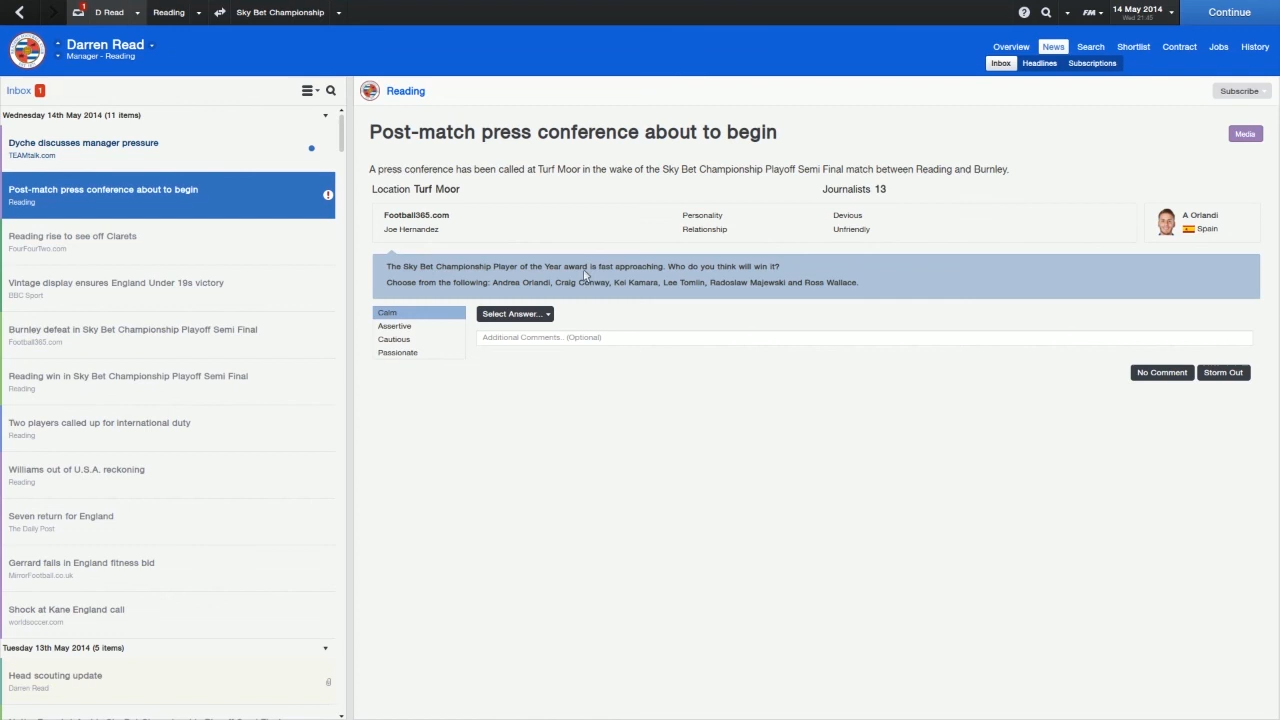 1
D Read
Reading
Sky Bet Championship
FM
14 May 2014
Wed 21:45
Continue
Darren Read
Manager - Reading
Overview
News
Search
Shortlist
Contract
Jobs
History
Inbox
Headlines
Subscriptions
Inbox 1
Wednesday 14th May 2014 (11 items)
Dyche discusses manager pressure
TEAMtalk.com
Post-match press conference about to begin
Reading
Reading rise to see off Clarets
FourFourTwo.com
Vintage display ensures England Under 19s victory
BBC Sport
Burnley defeat in Sky Bet Championship Playoff Semi Final
Football365.com
Reading win in Sky Bet Championship Playoff Semi Final
Reading
Two players called up for international duty
Reading
Williams out of U.S.A. reckoning
Reading
Seven return for England
The Daily Post
Gerrard fails in England fitness bid
MirrorFootball.co.uk
Shock at Kane England call
worldsoccer.com
Tuesday 13th May 2014 (5 items)
Head scouting update
Darren Read
Reading
Subscribe
Post-match press conference about to begin
Media
A press conference has been called at Turf Moor in the wake of the Sky Bet Championship Playoff Semi Final match between Reading and Burnley.
Location Turf Moor
Journalists 13
Football365.com
Personality
Devious
Joe Hernandez
Relationship
Unfriendly
A Orlandi
Spain
The Sky Bet Championship Player of the Year award is fast approaching. Who do you think will win it?
Choose from the following: Andrea Orlandi, Craig Conway, Kei Kamara, Lee Tomlin, Radoslaw Majewski and Ross Wallace.
Calm
Assertive
Cautious
Passionate
Select Answer...
Additional Comments.. (Optional)
No Comment
Storm Out